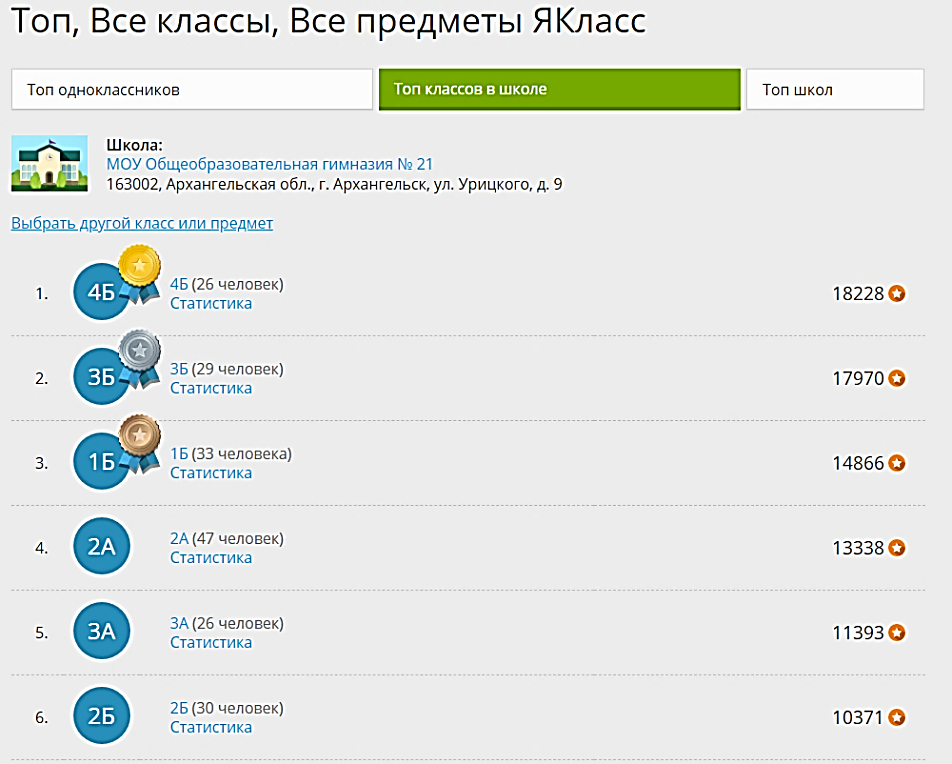 Топ, Все классы, Все предметы ЯКласс
Топ одноклассников
Топ классов в школе
Топ школ
Школа:
МОУ Общеобразовательная гимназия № 21
163002, Архангельская обл., г. Архангельск, ул. Урицкого, д. 9
Выбрать другой класс или предмет
1. 4Б 4Б (26 человек) 18228
Статистика
2. 3Б 3Б (29 человек) 17970
Статистика
3. 1Б 1Б (33 человека) 14866
Статистика
4. 2А 2А (47 человек) 13338
Статистика
5. 3А 3А (26 человек) 11393
Статистика
6. 2Б 2Б (30 человек) 10371
Статистика